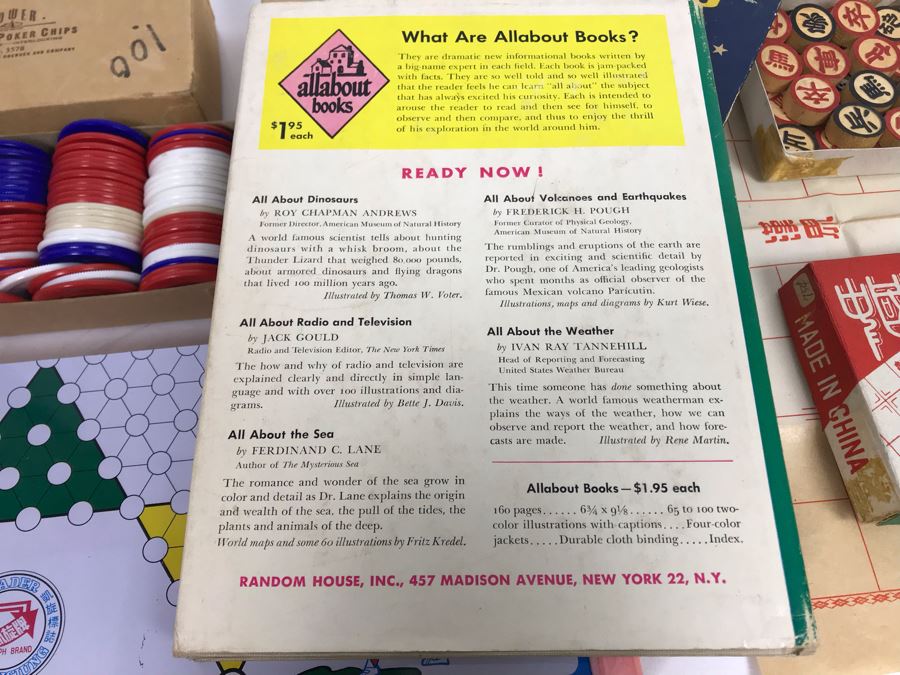 OWER.
POKER CHIPS
001
allabout
books
$1.95
each
What Are Allabout Books?
They are dramatic new informational books written by
a big-name expert in each field. Each book is jam-packed
with facts. They are so well told and so well illustrated
that the reader feels he can learn "all about" the subject
that has always excited his curiosity. Each is intended to
arouse the reader to read and then see for himself, to
observe and then compare, and thus to enjoy the thrill
of his exploration in the world around him.
READY NOW!
All About Dinosaurs
by ROY CHAPMAN ANDREWS
Former Director, American Museum of Natural History
A world famous scientist tells about hunting
dinosaurs with a whisk broom, about the
Thunder Lizard that weighed 80,000 pounds,
about armored dinosaurs and flying dragons
that lived 100 million years ago.
Illustrated by Thomas W. Voter.
All About Radio and Television
by JACK GOULD
Radio and Television Editor, The New York Times
The how and why of radio and television are
explained clearly and directly in simple lan-
guage and with over 100 illustrations and dia-
grams. Illustrated by Bette J. Davis.
All About the Sea
by FERDINAND C. LANE
Author of The Mysterious Sea
The romance and wonder of the sea grow in
color and detail as Dr. Lane explains the origin
and wealth of the sea, the pull of the tides, the
plants and animals of the deep.
World maps and some 60 illustrations by Fritz Kredel.
All About Volcanoes and Earthquakes
by FREDERICK H. POUGH
Former Curator of Physical Geology,
American Museum of Natural History
The rumblings and eruptions of the earth are
reported in exciting and scientific detail by
Dr. Pough, one of America's leading geologists
who spent months as official observer of the
famous Mexican volcano Parícutin.
Illustrations, maps and diagrams by Kurt Wiese.
All About the Weather
by IVAN RAY TANNEHILL
Head of Reporting and Forecasting
United States Weather Bureau
This time someone has done something about
the weather. A world famous weatherman ex-
plains the ways of the weather, how we can
observe and report the weather, and how fore-
casts are made. Illustrated by Rene Martin.
Allabout Books—$1.95 each
160 pages...... 6¾ x 9⅛...... 65 to 100 two-
color illustrations with captions.... Four-color
jackets.....Durable cloth binding.....Index.
RANDOM HOUSE, INC., 457 MADISON AVENUE, NEW YORK 22, N.Y.
MADE IN CHINA